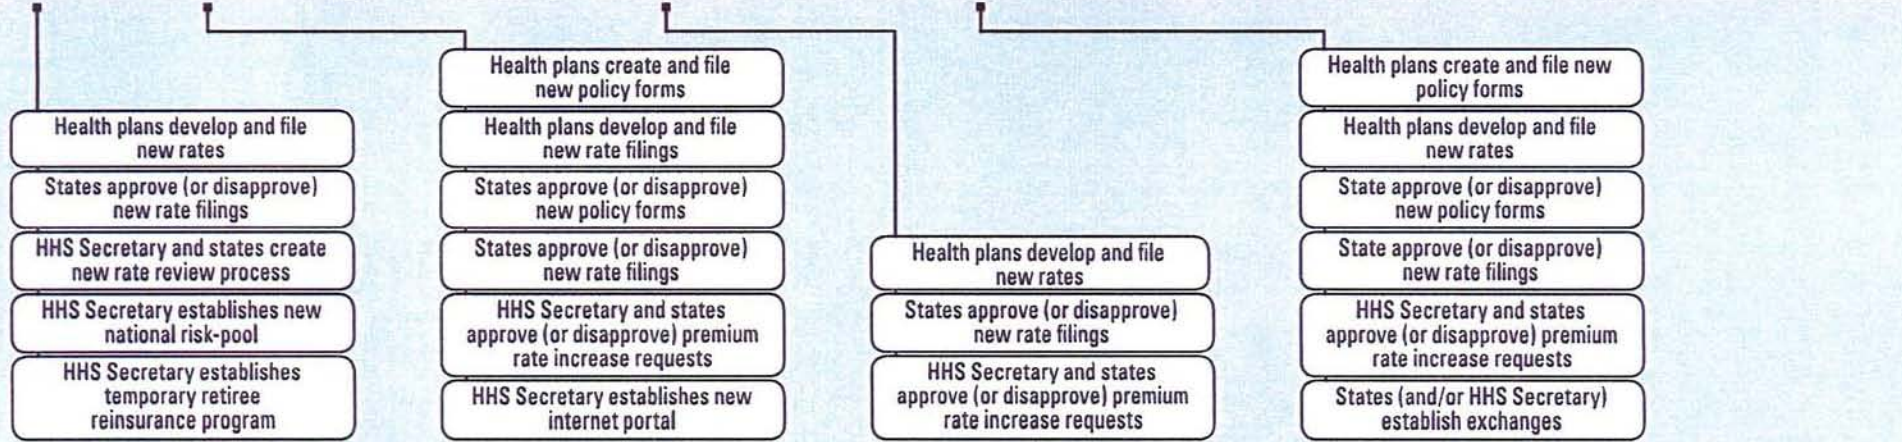 Health plans develop and file
new rates
States approve (or disapprove)
new rate filings
HHS Secretary and states create
new rate review process
HHS Secretary establishes new
national risk-pool
HHS Secretary establishes
temporary retiree
reinsurance program
Health plans create and file
new policy forms
Health plans develop and file
new rate filings
States approve (or disapprove)
new policy forms
States approve (or disapprove)
new rate filings
HHS Secretary and states
approve (or disapprove) premium
rate increase requests
HHS Secretary establishes new
internet portal
Health plans develop and file
new rates
States approve (or disapprove)
new rate filings
HHS Secretary and states
approve (or disapprove) premium
rate increase requests
Health plans create and file new
policy forms
Health plans develop and file
new rates
State approve (or disapprove)
new policy forms
State approve (or disapprove)
new rate filings
HHS Secretary and states
approve (or disapprove) premium
rate increase requests
States (and/or HHS Secretary)
establish exchanges